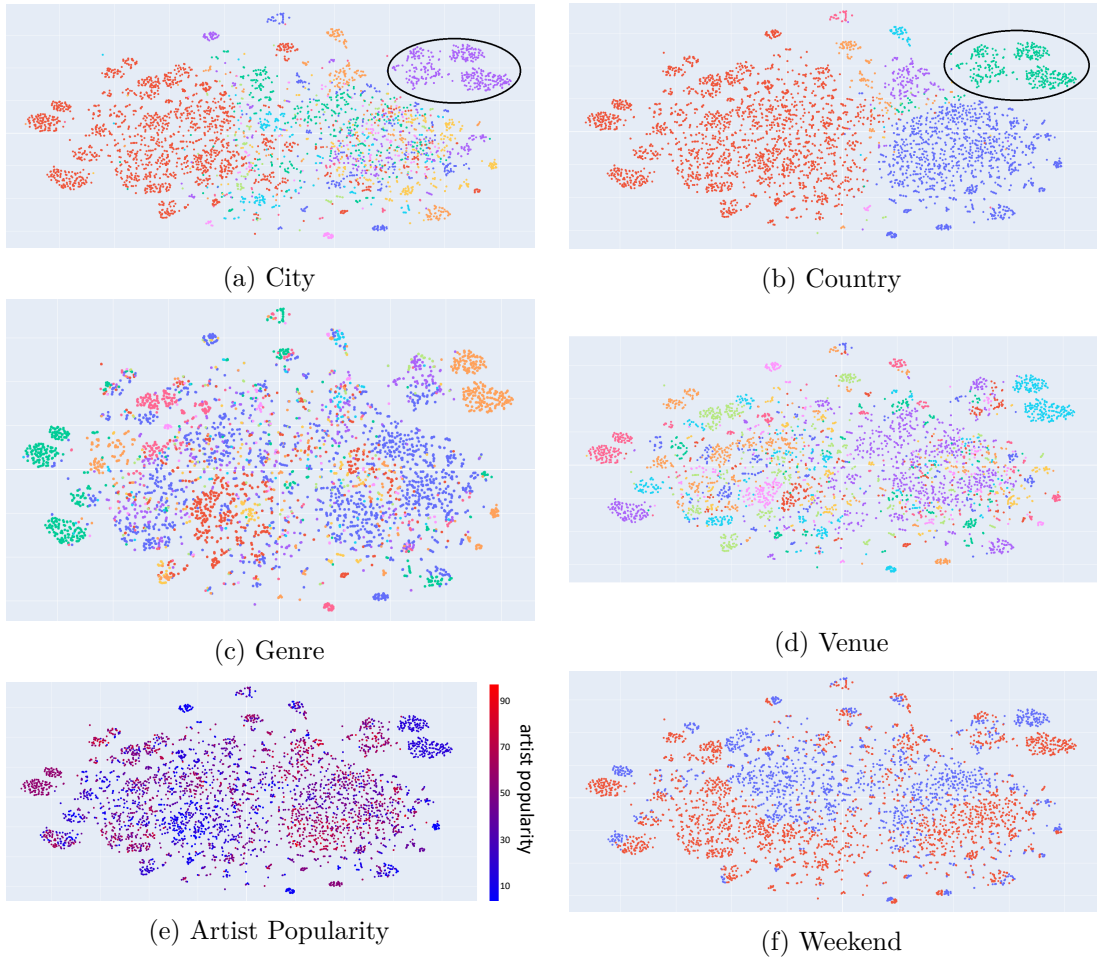 (a) City
(b) Country
(c) Genre
(d) Venue
90
70
50
30
10
artist popularity
(e) Artist Popularity
(f) Weekend